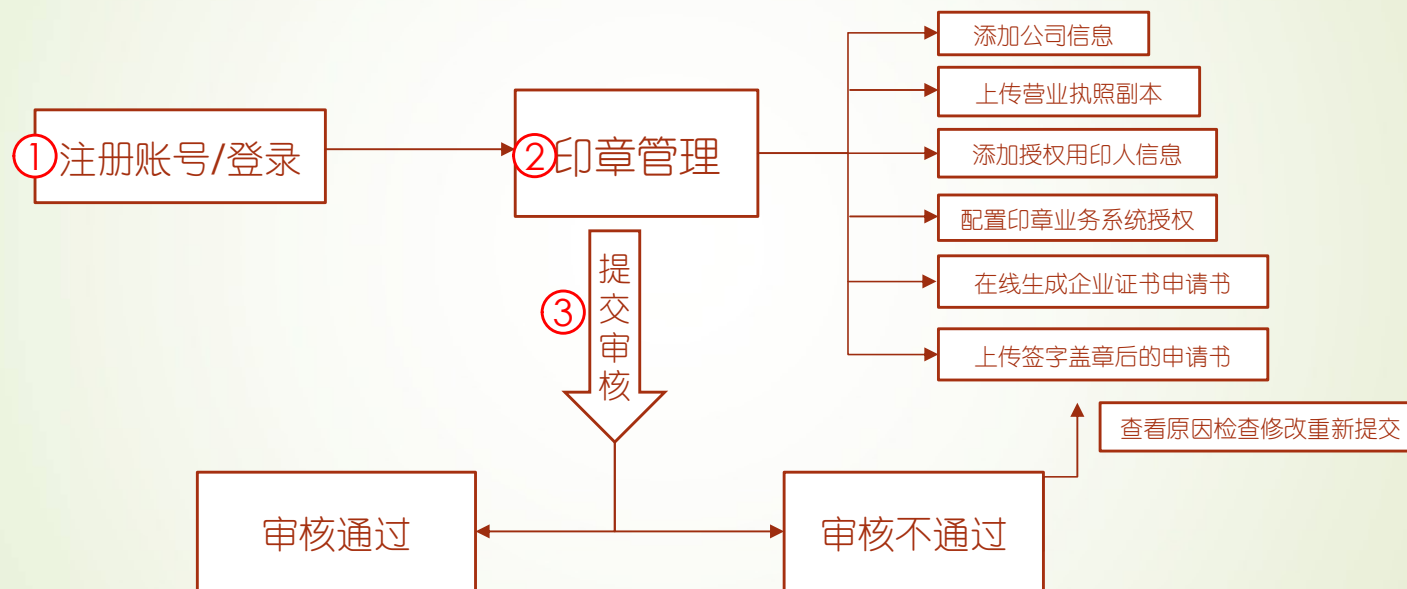 ①注册账号/登录
②印章管理
添加公司信息
上传营业执照副本
添加授权用印人信息
配置印章业务系统授权
在线生成企业证书申请书
上传签字盖章后的申请书
③提交审核
查看原因检查修改重新提交
审核通过
审核不通过